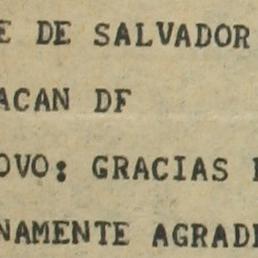 E DE SALVADOR
ACAN DF
OVO: GRACIAS
NAMENTE AGRAD